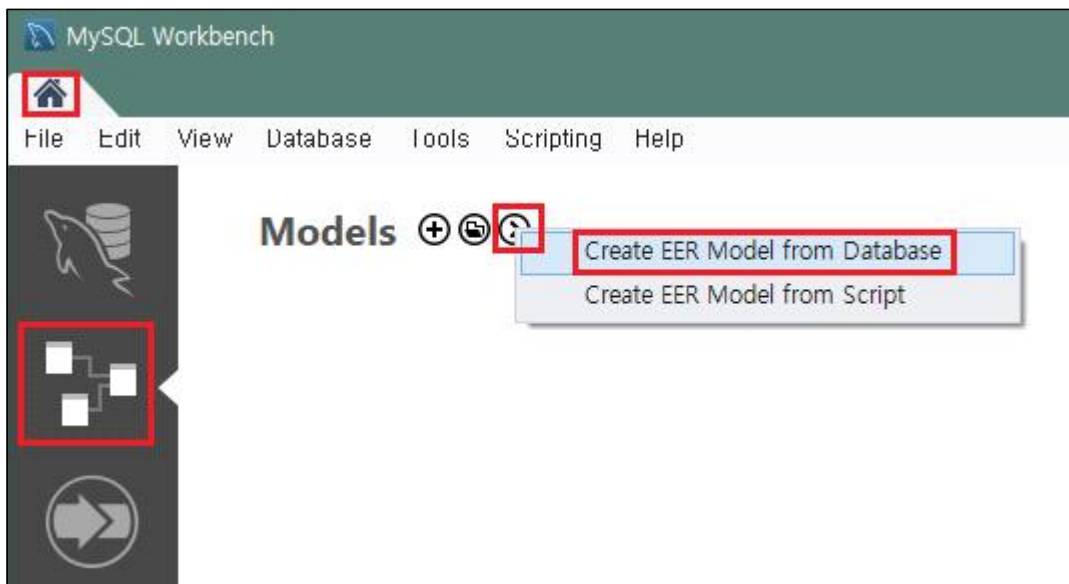 MySQL Workbench
File Edit View Database Tools Scripting Help
Models
Create EER Model from Database
Create EER Model from Script